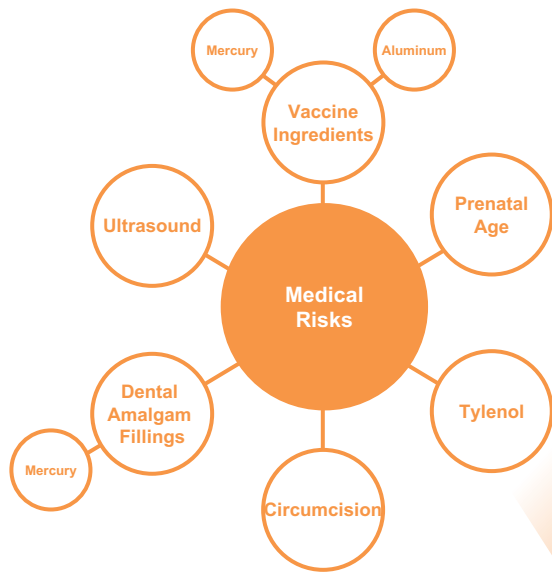 Mercury
Aluminum
Vaccine
Ingredients
Ultrasound
Prenatal
Age
Medical
Risks
Dental
Amalgam
Fillings
Tylenol
Mercury
Circumcision